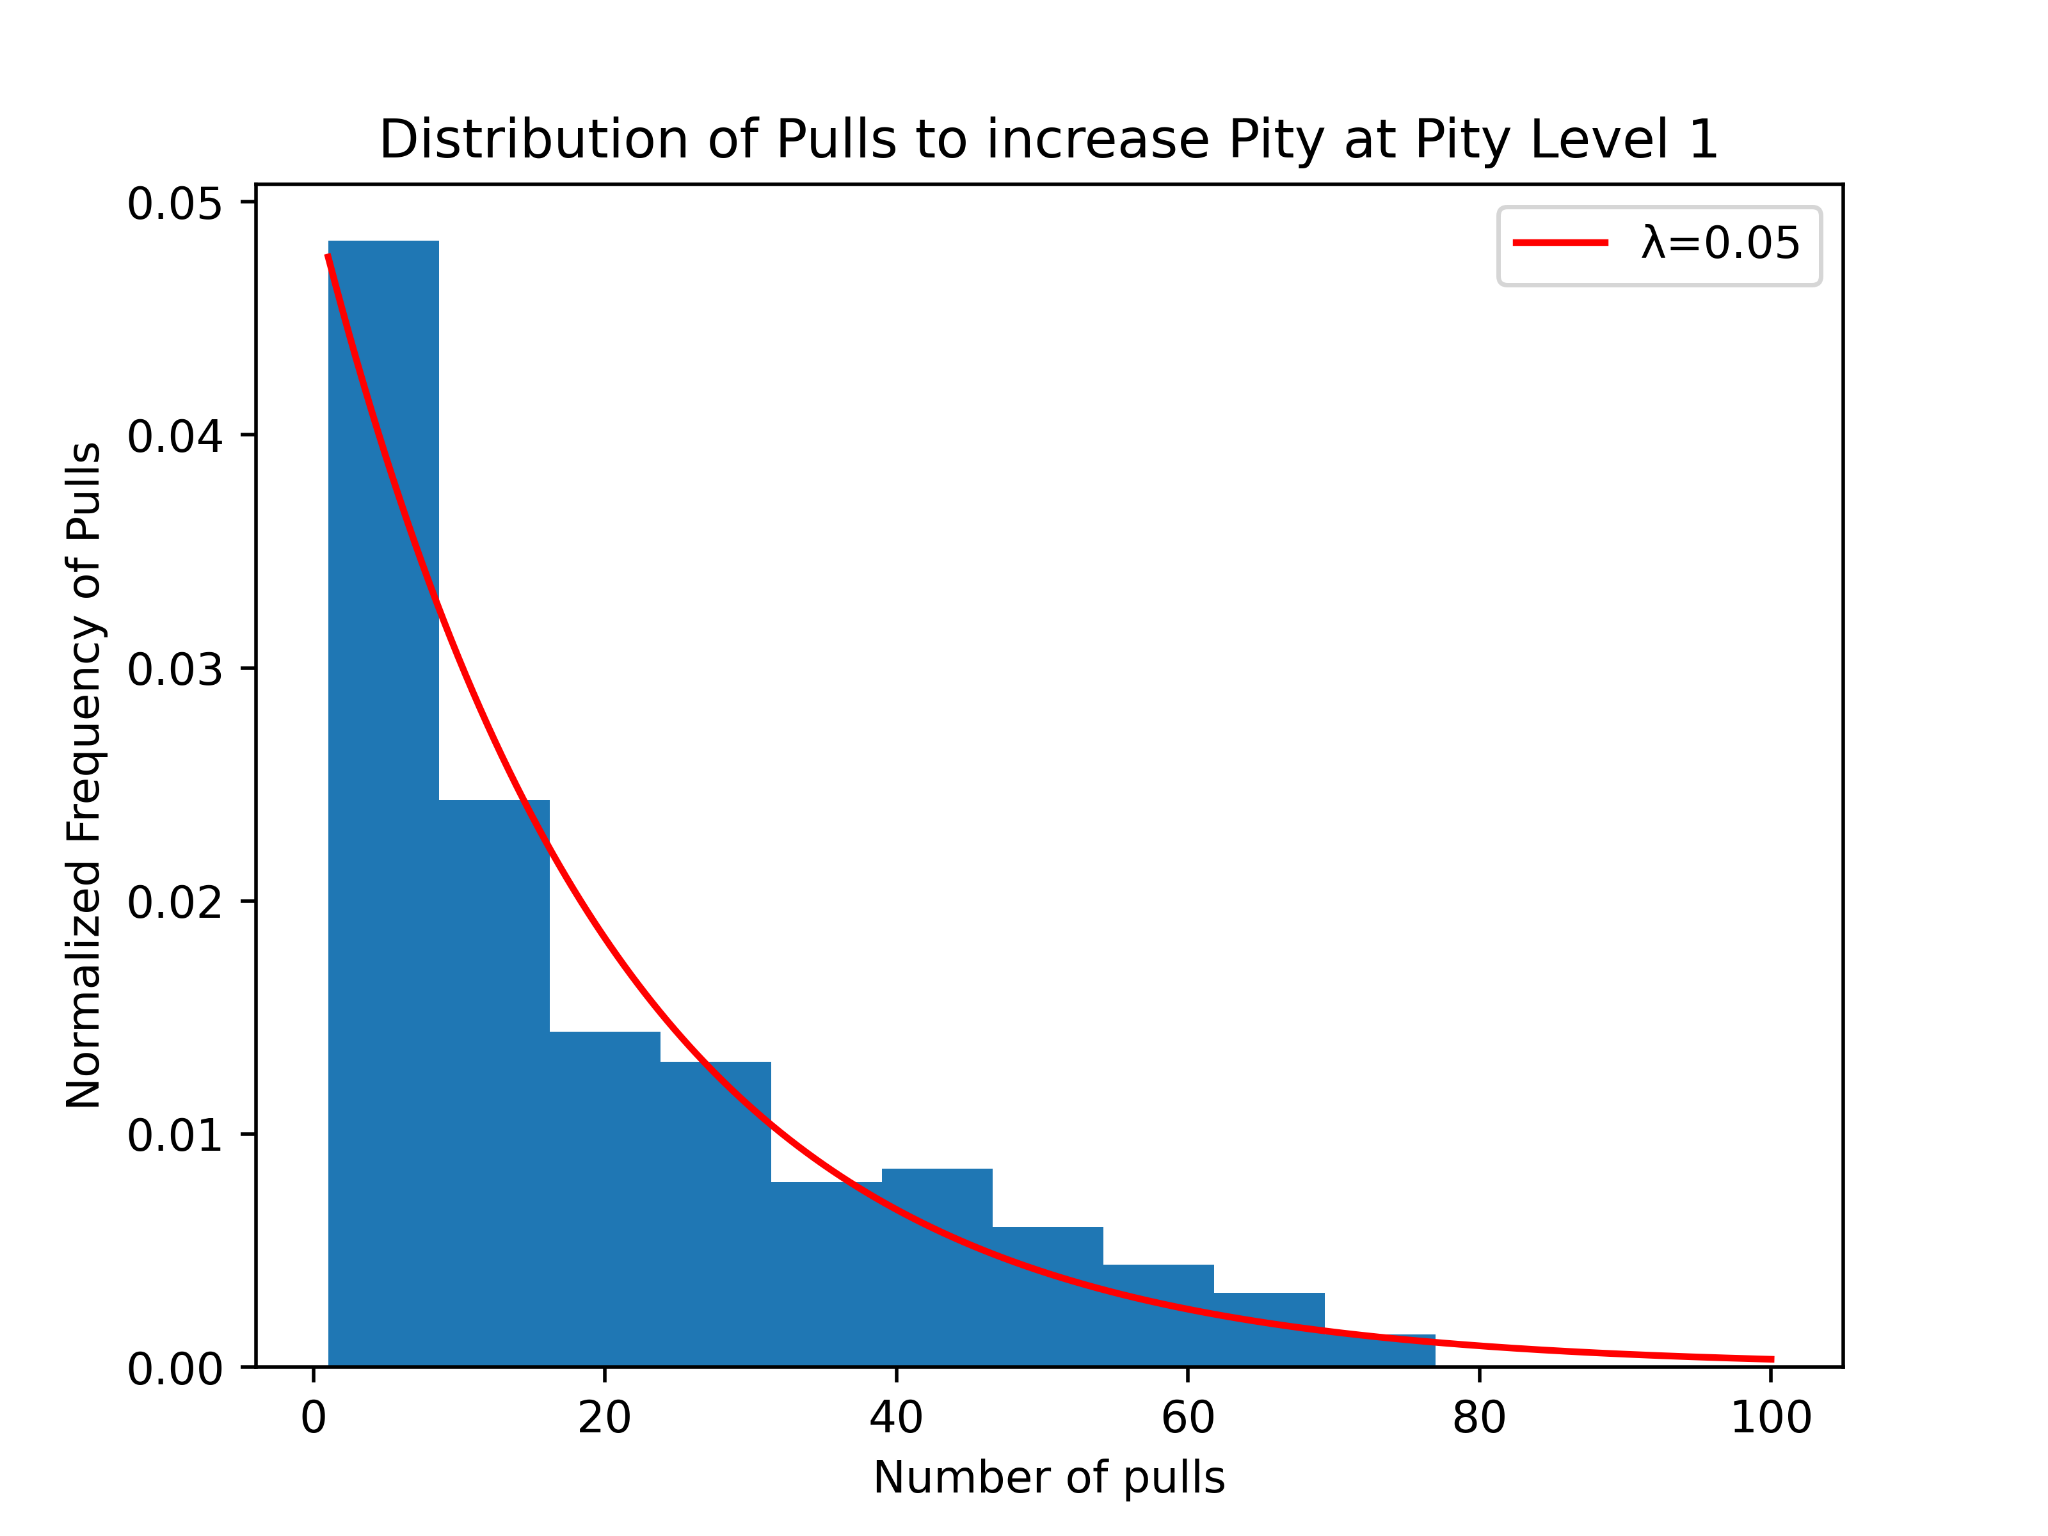 Distribution of Pulls to increase Pity at Pity Level 1
λ=0.05
Normalized Frequency of Pulls
0.05
0.04
0.03
0.02
0.01
0.00
0 20 40 60 80 100
Number of pulls